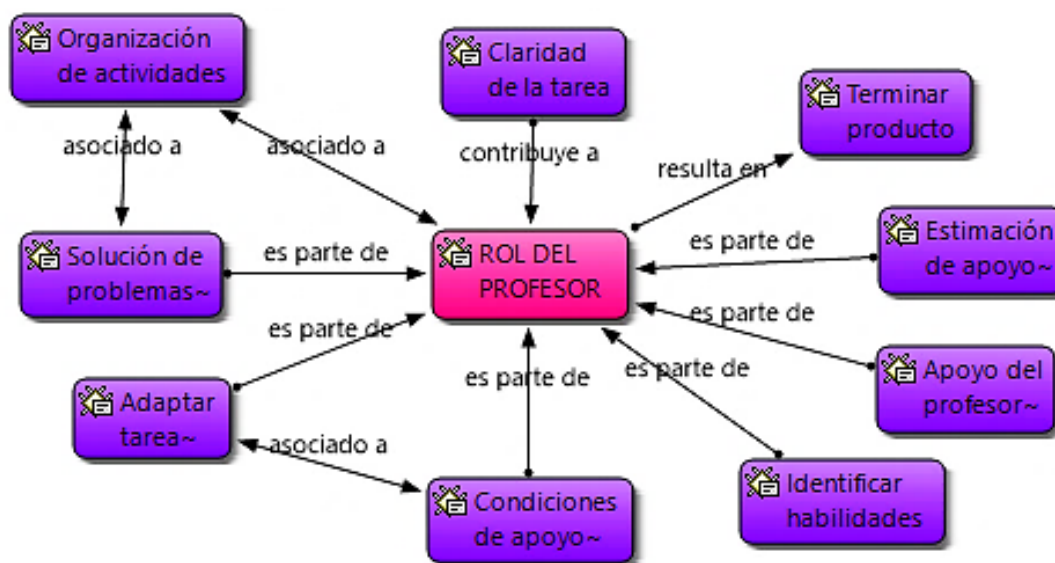 Organización
de actividades
Claridad
de la tarea
Terminar
producto
asociado a
asociado a
contribuye a
resulta en
Solución de
problemas~
es parte de
ROL DEL
PROFESOR
es parte de
Estimación
de apoyo~
es parte de
es parte de
Apoyo del
profesor~
es parte de
es parte de
Adaptar
tarea~
asociado a
Condiciones
de apoyo~
Identificar
habilidades